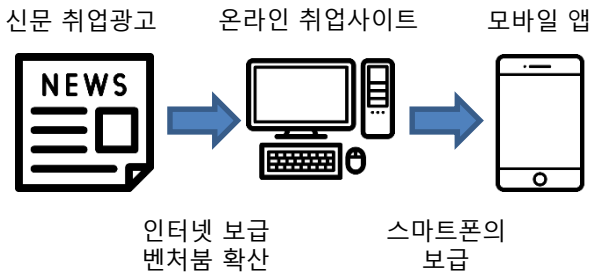 신문 취업광고
온라인 취업사이트
모바일 앱
NEWS
인터넷 보급
벤처붐 확산
스마트폰의
보급